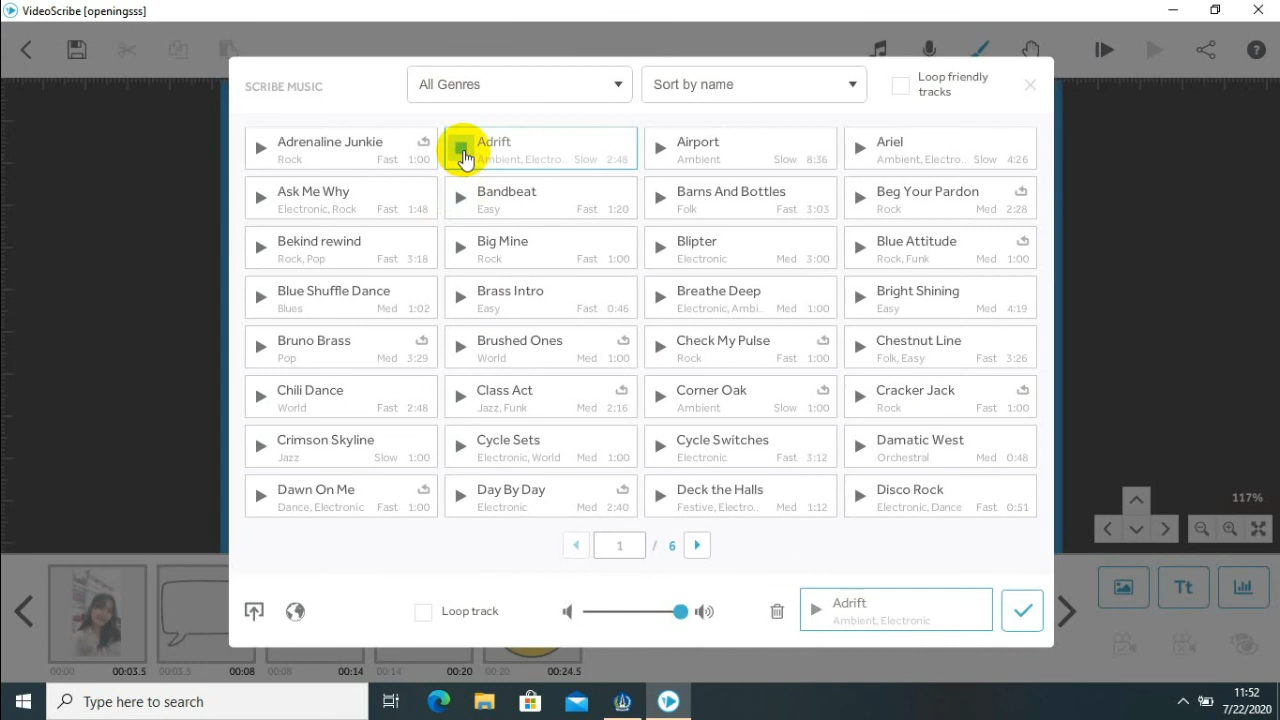 VideoScribe [openingsss]
SCRIBE MUSIC
All Genres
Sort by name
Loop friendly
tracks
Adrenaline Junkie
Rock Fast 1:00
Adrift
Ambient, Electro.. Slow 2:48
Airport
Ambient Slow 8:36
Ariel
Ambient, Electro.. Slow 4:26
Ask Me Why
Electronic, Rock Fast 1:48
Bandbeat
Easy Fast 1:20
Barns And Bottles
Folk Fast 3:03
Beg Your Pardon
Rock Med 2:28
Bekind rewind
Rock, Pop Fast 3:18
Big Mine
Rock Fast 1:00
Blipter
Electronic Med 3:00
Blue Attitude
Rock, Funk Med 1:00
Blue Shuffle Dance
Blues Med 1:02
Brass Intro
Easy Fast 0:46
Breathe Deep
Electronic, Ambi.. Med 1:00
Bright Shining
Easy Med 4:19
Bruno Brass
Pop Med 3:29
Brushed Ones
World Med 1:00
Check My Pulse
Rock Fast 1:00
Chestnut Line
Folk, Easy Fast 3:26
Chili Dance
World Fast 2:48
Class Act
Jazz, Funk Med 2:16
Corner Oak
Ambient Slow 1:00
Cracker Jack
Rock Fast 1:00
Crimson Skyline
Jazz Slow 1:00
Cycle Sets
Electronic, World Med 1:00
Cycle Switches
Electronic Fast 3:12
Damatic West
Orchestral Med 0:48
Dawn On Me
Dance, Electronic Fast 1:00
Day By Day
Electronic Med 2:40
Deck the Halls
Festive, Electro.. Med 1:12
Disco Rock
Electronic, Dance Fast 0:51
117%
1 / 6
Loop track
Adrift
Ambient, Electronic
Tt
00:00 00:03.5
00:03.5 00:08
00:08 00:14
00:14 00:20
00:20 00:24.5
Type here to search
11:52
7/22/2020